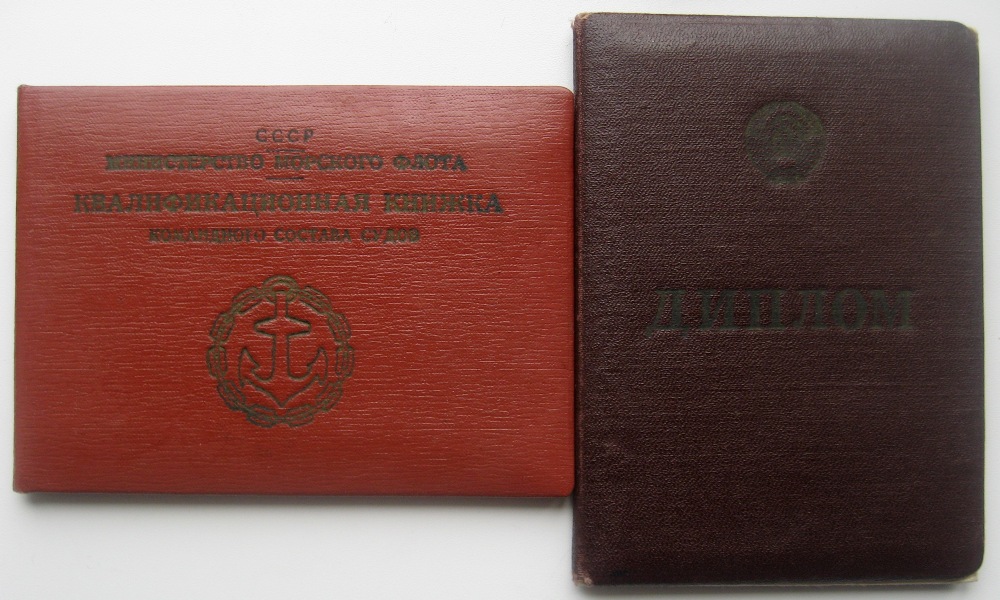 СССР
МИНИСТЕРСТВО МОРСКОГО ФЛОТА
КВАЛИФИКАЦИОННАЯ КНИЖКА
КОМАНДНОГО СОСТАВА СУДОВ
ДИПЛОМ